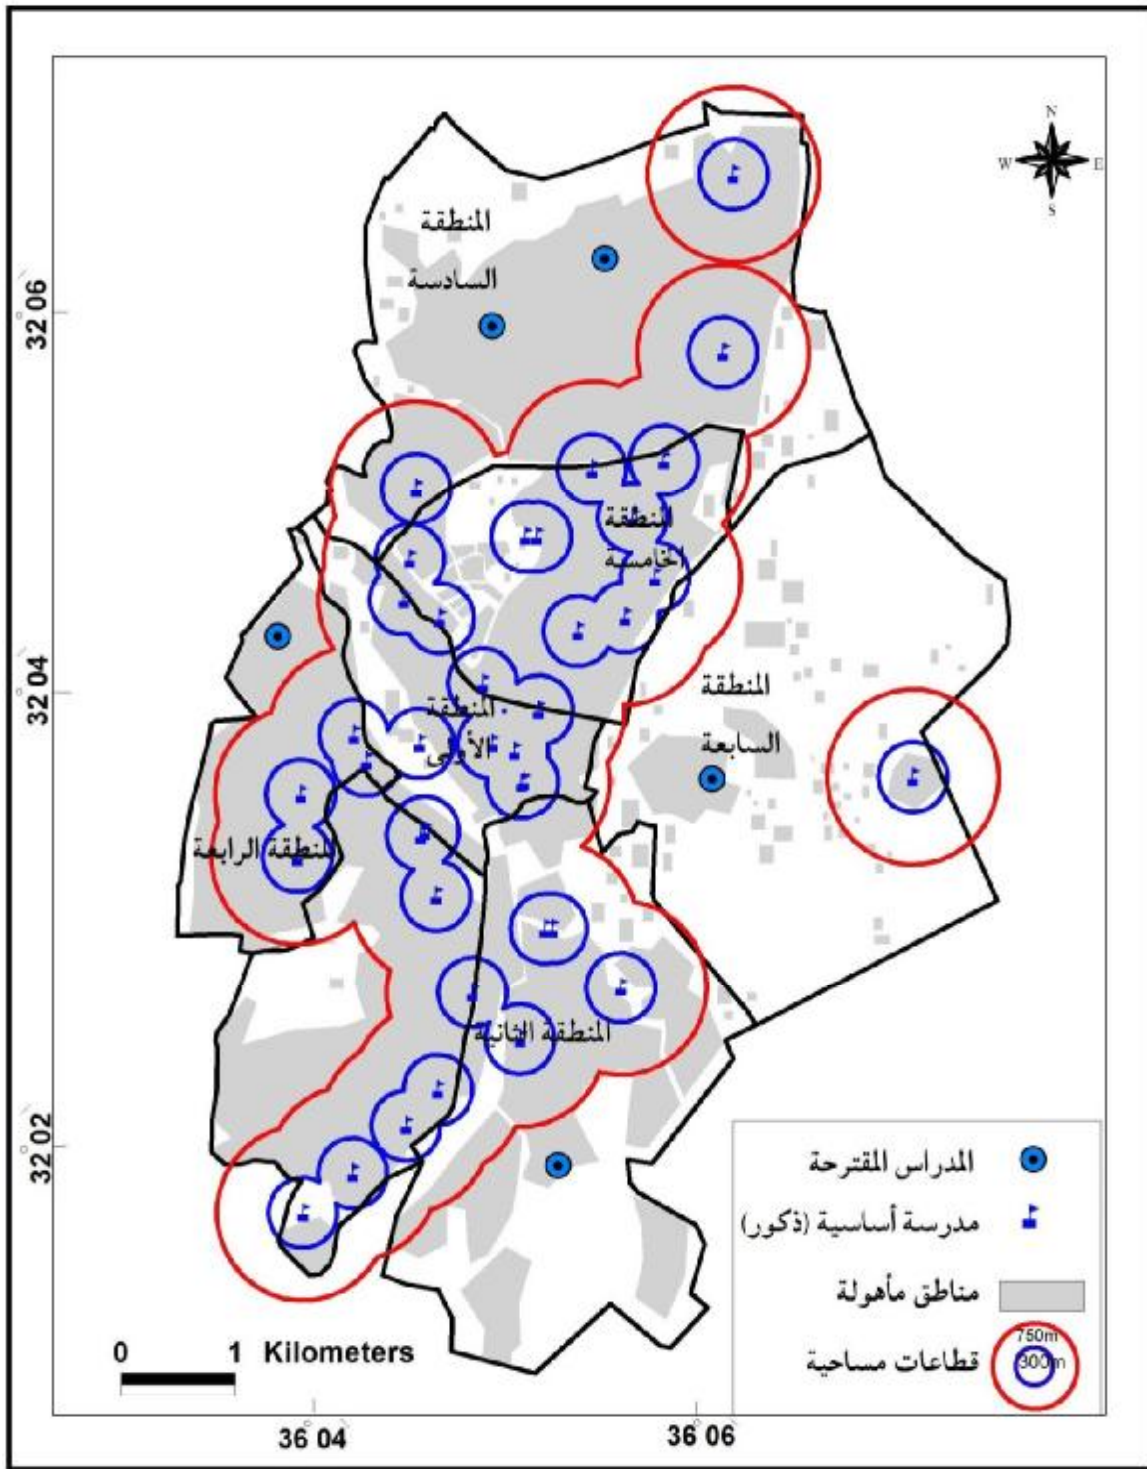 N
W E
S
المنطقة
السادسة
32 06
المنطقة
الخامسة
32 04
المنطقة
السابعة
المنطقة
الأولى
المنطقة الرابعة
المنطقة الثانية
32 02
المدراس المقترحة
مدرسة أساسية (ذكور)
مناطق مأهولة
750m
300m
قطاعات مساحية
0 1 Kilometers
36 04 36 06